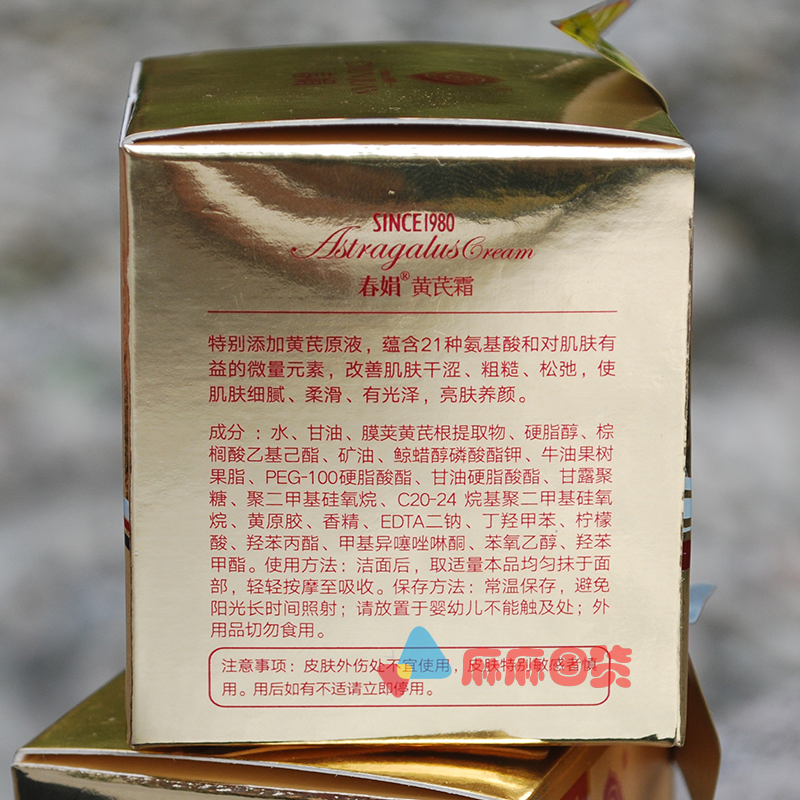 SINCE1980
Astragalus Cream
春娟®黄芪霜
特别添加黄芪原液，蕴含21种氨基酸和对肌肤有
益的微量元素，改善肌肤干涩、粗糙、松弛，使
肌肤细腻、柔滑、有光泽，亮肤养颜。
成分：水、甘油、膜荚黄芪根提取物、硬脂醇、棕
榈酸乙基己酯、矿油、鲸蜡醇磷酸酯钾、牛油果树
果脂、PEG-100硬脂酸酯、甘油硬脂酸酯、甘露聚
糖、聚二甲基硅氧烷、C20-24 烷基聚二甲基硅氧
烷、黄原胶、香精、EDTA二钠、丁羟甲苯、柠檬
酸、羟苯丙酯、甲基异噻唑啉酮、苯氧乙醇、羟苯
甲酯。使用方法：洁面后，取适量本品均匀抹于面
部，轻轻按摩至吸收。保存方法：常温保存，避免
阳光长时间照射；请放置于婴幼儿不能触及处；外
用品切勿食用。
注意事项：皮肤外伤处不宜使用，皮肤特别敏感者慎
用。用后如有不适请立即停用。
麻麻回来